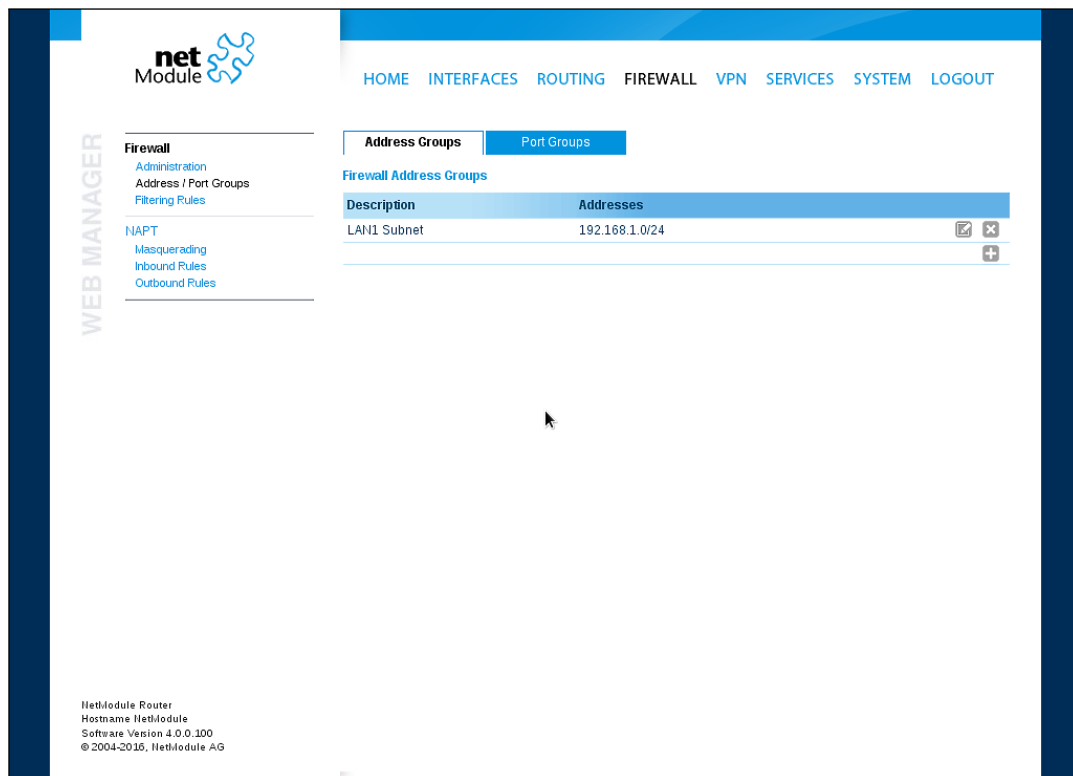 net
Module
HOME INTERFACES ROUTING FIREWALL VPN SERVICES SYSTEM LOGOUT
WEB MANAGER
Firewall
Administration
Address / Port Groups
Filtering Rules
NAPT
Masquerading
Inbound Rules
Outbound Rules
Address Groups Port Groups
Firewall Address Groups
Description Addresses
LAN1 Subnet 192.168.1.0/24
NetModule Router
Hostname NetModule
Software Version 4.0.0.100
© 2004-2016, NetModule AG